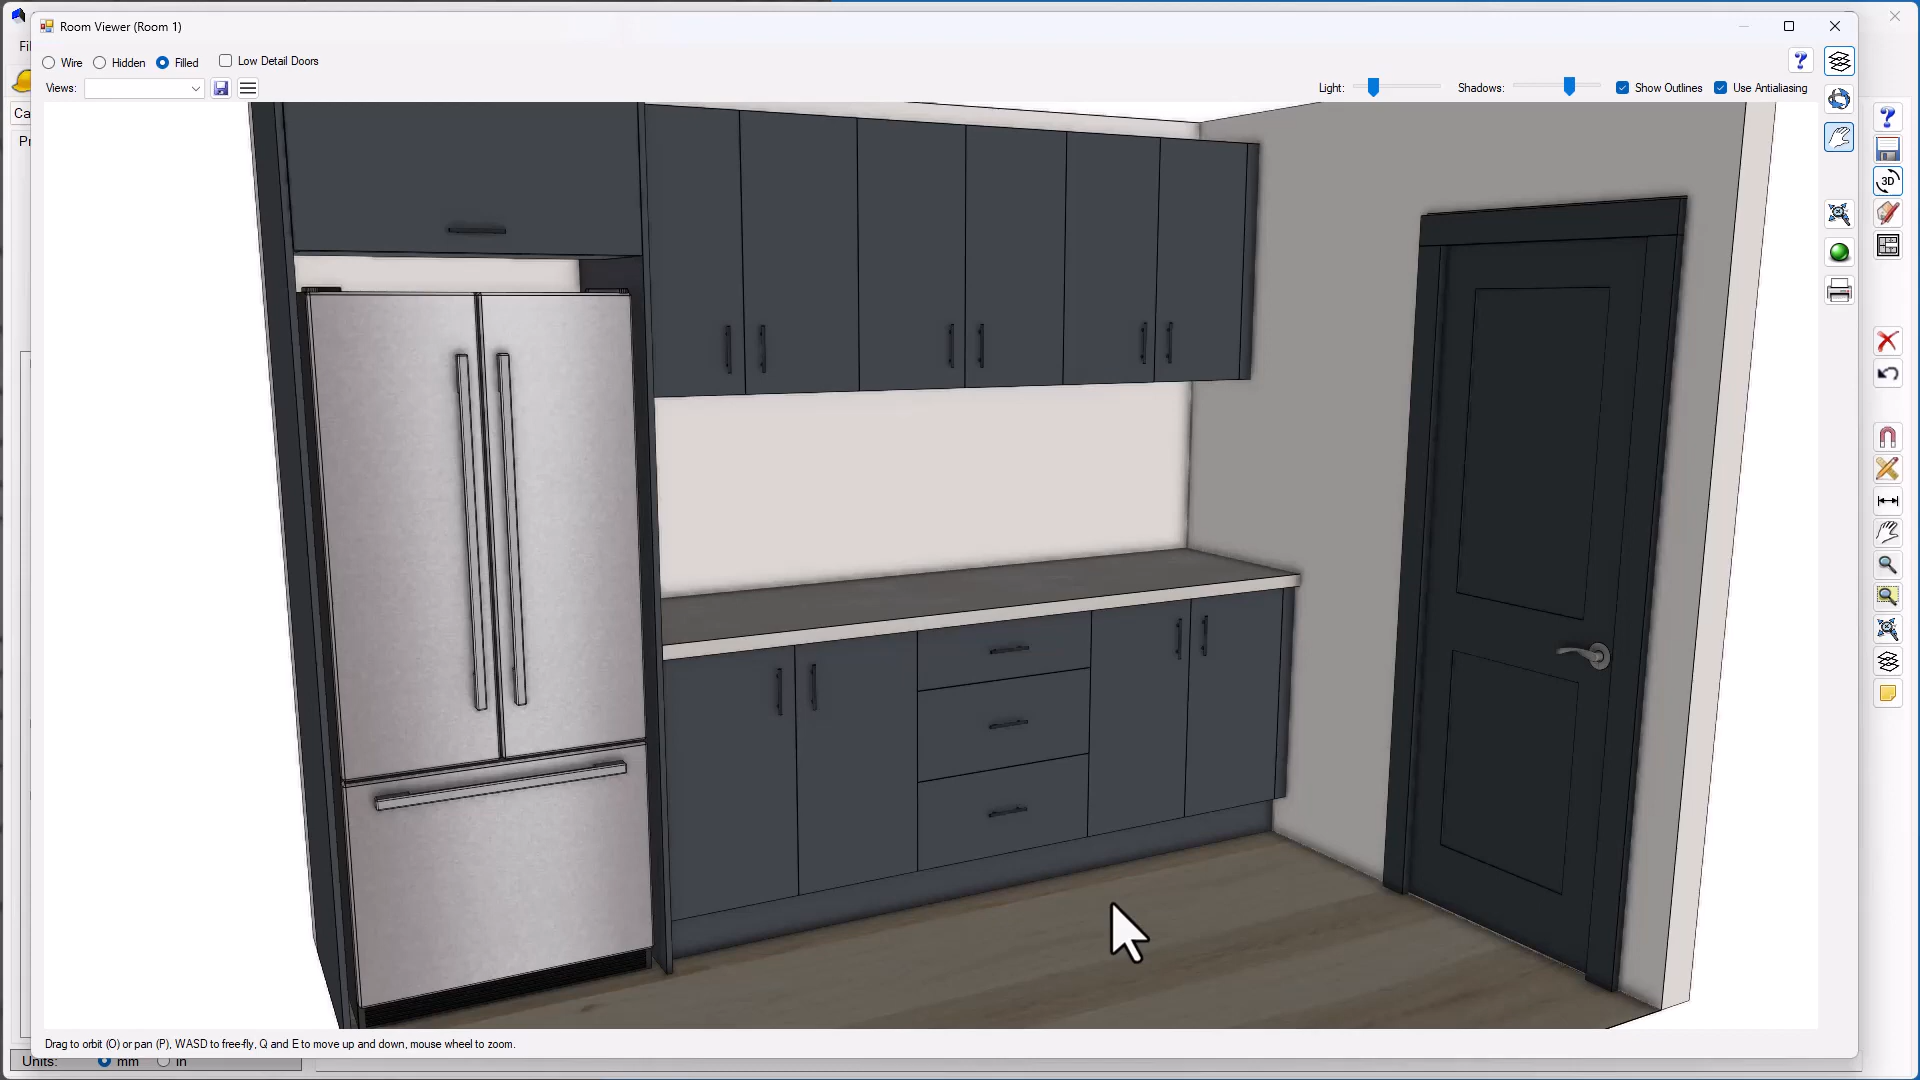 Room Viewer (Room 1)
Fil
Wire Hidden Filled Low Detail Doors
Views: Light: Shadows: Show Outlines Use Antialiasing
Ca
Pr
3D
Drag to orbit (O) or pan (P), WASD to free-fly, Q and E to move up and down, mouse wheel to zoom.
Units: mm in